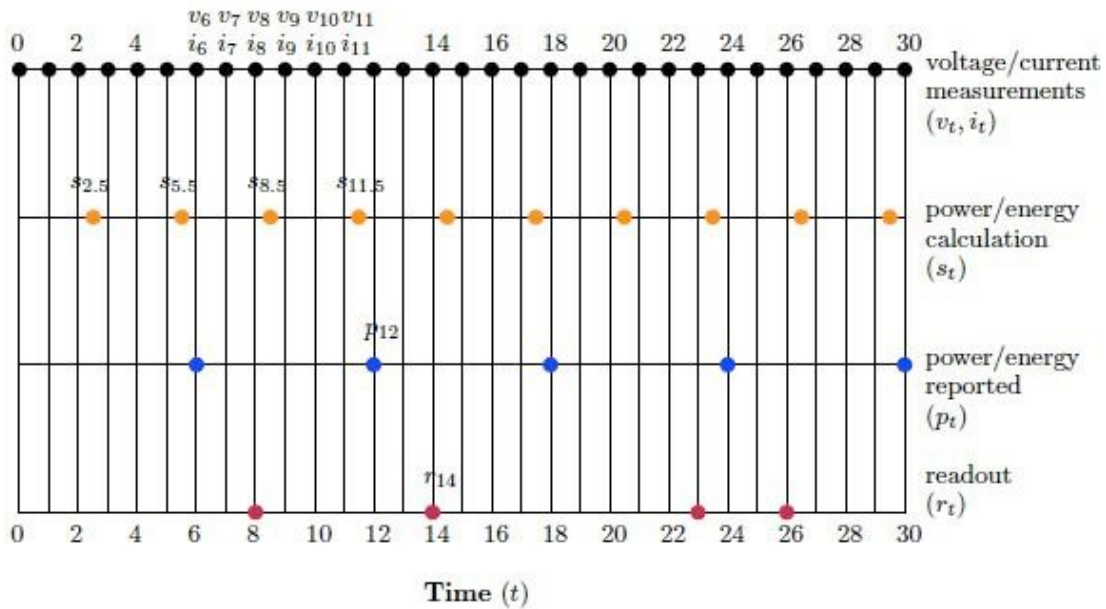 v₆ v₇ v₈ v₉ v₁₀ v₁₁
0 2 4 i₆ i₇ i₈ i₉ i₁₀ i₁₁ 14 16 18 20 22 24 26 28 30
voltage/current
measurements
(vₜ, iₜ)
s₂.₅ s₅.₅ s₈.₅ s₁₁.₅
power/energy
calculation
(sₜ)
p₁₂
power/energy
reported
(pₜ)
r₁₄
readout
(rₜ)
0 2 4 6 8 10 12 14 16 18 20 22 24 26 28 30
Time (t)